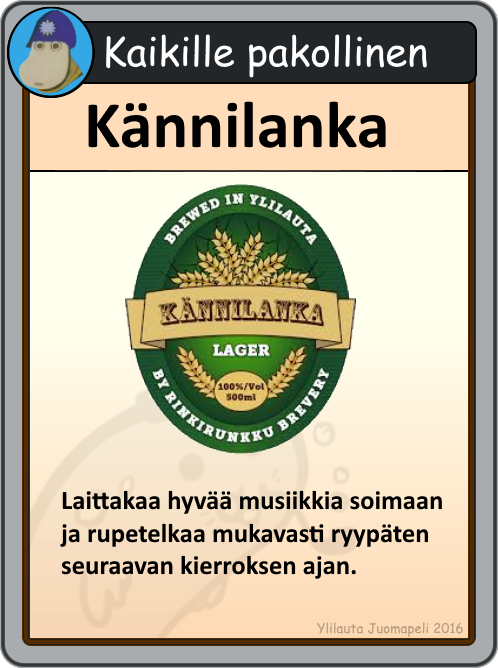 Kaikille pakollinen
Kännilanka
BREWED IN YLILAUTA
KÄNNILANKA
LAGER
100%/Vol
500ml
BY RINKIRUNKKU BREVERY
Laittakaa hyvää musiikkia soimaan
ja rupetelkaa mukavasti ryypäten
seuraavan kierroksen ajan.
Ylilauta Juomapeli 2016